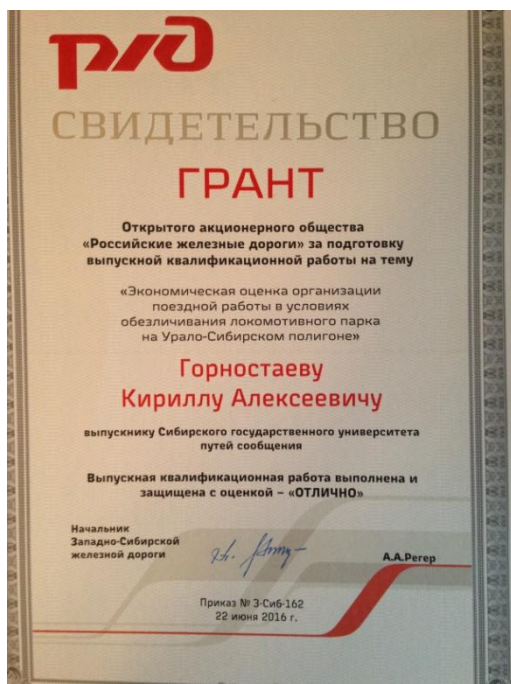 ржд
СВИДЕТЕЛЬСТВО
ГРАНТ
Открытого акционерного общества
«Российские железные дороги» за подготовку
выпускной квалификационной работы на тему
«Экономическая оценка организации
поездной работы в условиях
обезличивания локомотивного парка
на Урало-Сибирском полигоне»
Горностаеву
Кириллу Алексеевичу
выпускнику Сибирского государственного университета
путей сообщения
Выпускная квалификационная работа выполнена и
защищена с оценкой – «ОТЛИЧНО»
Начальник
Западно-Сибирской
железной дороги
А.А.Регер
Приказ № З-Сиб-162
22 июня 2016 г.